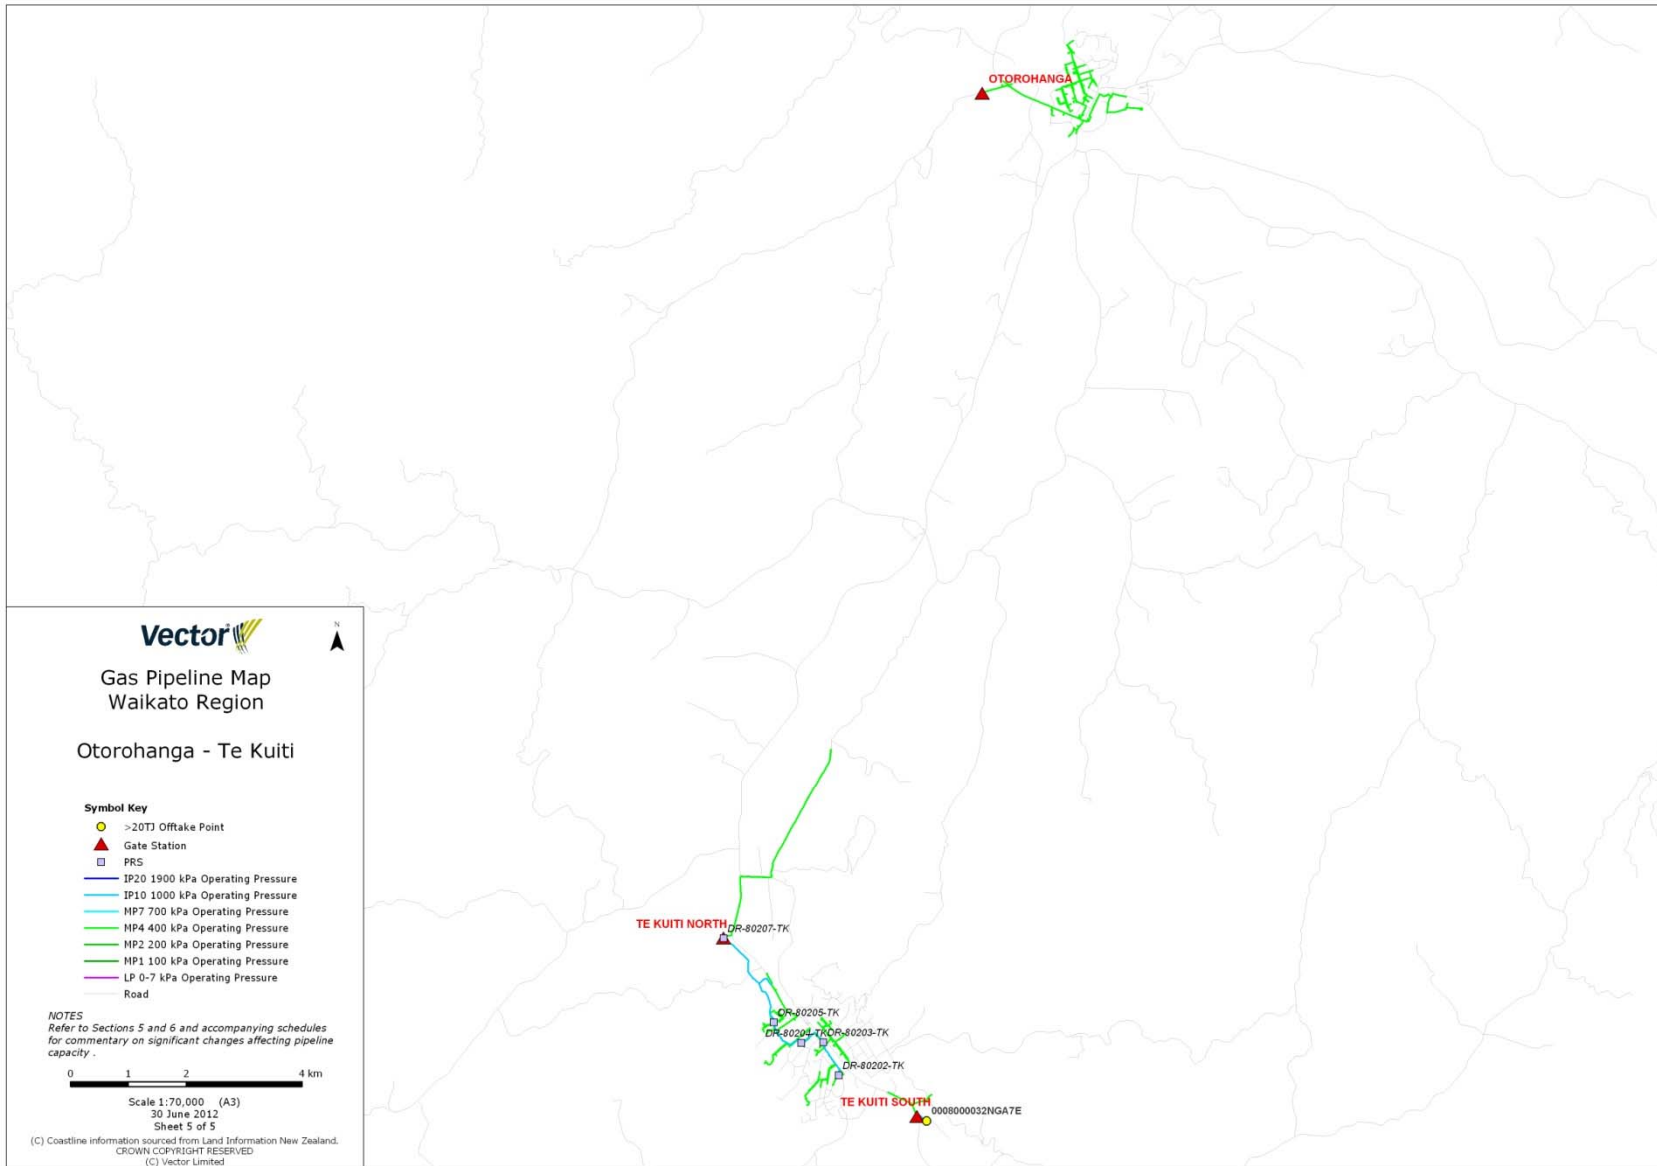 OTOROHANGA
TE KUITI NORTH
DR-80207-TK
DR-80205-TK
DR-80204-TK
DR-80203-TK
DR-80202-TK
TE KUITI SOUTH
0008000032NGA7E
Vector®
N
Gas Pipeline Map
Waikato Region
Otorohanga - Te Kuiti
Symbol Key
>20TJ Offtake Point
Gate Station
PRS
IP20 1900 kPa Operating Pressure
IP10 1000 kPa Operating Pressure
MP7 700 kPa Operating Pressure
MP4 400 kPa Operating Pressure
MP2 200 kPa Operating Pressure
MP1 100 kPa Operating Pressure
LP 0-7 kPa Operating Pressure
Road
NOTES
Refer to Sections 5 and 6 and accompanying schedules
for commentary on significant changes affecting pipeline
capacity .
0 1 2 4 km
Scale 1:70,000 (A3)
30 June 2012
Sheet 5 of 5
(C) Coastline information sourced from Land Information New Zealand.
CROWN COPYRIGHT RESERVED
(C) Vector Limited